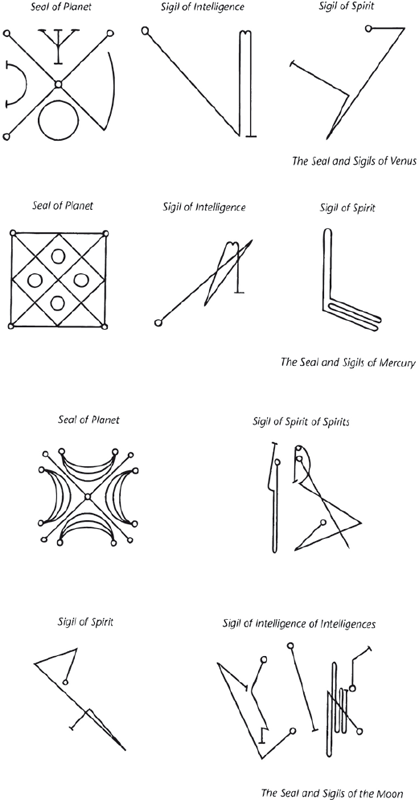 Seal of Planet
Sigil of Intelligence
Sigil of Spirit
The Seal and Sigils of Venus
Seal of Planet
Sigil of Intelligence
Sigil of Spirit
The Seal and Sigils of Mercury
Seal of Planet
Sigil of Spirit of Spirits
Sigil of Spirit
Sigil of Intelligence of Intelligences
The Seal and Sigils of the Moon